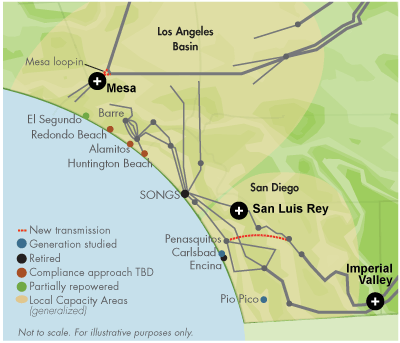 Los Angeles
Basin
Mesa loop-in
Mesa
El Segundo
Barre
Redondo Beach
Alamitos
Huntington Beach
SONGS
San Diego
San Luis Rey
New transmission
Generation studied
Retired
Compliance approach TBD
Partially repowered
Local Capacity Areas
(generalized)
Penasquitos
Carlsbad
Encina
Imperial
Valley
Pio Pico
Not to scale. For illustrative purposes only.